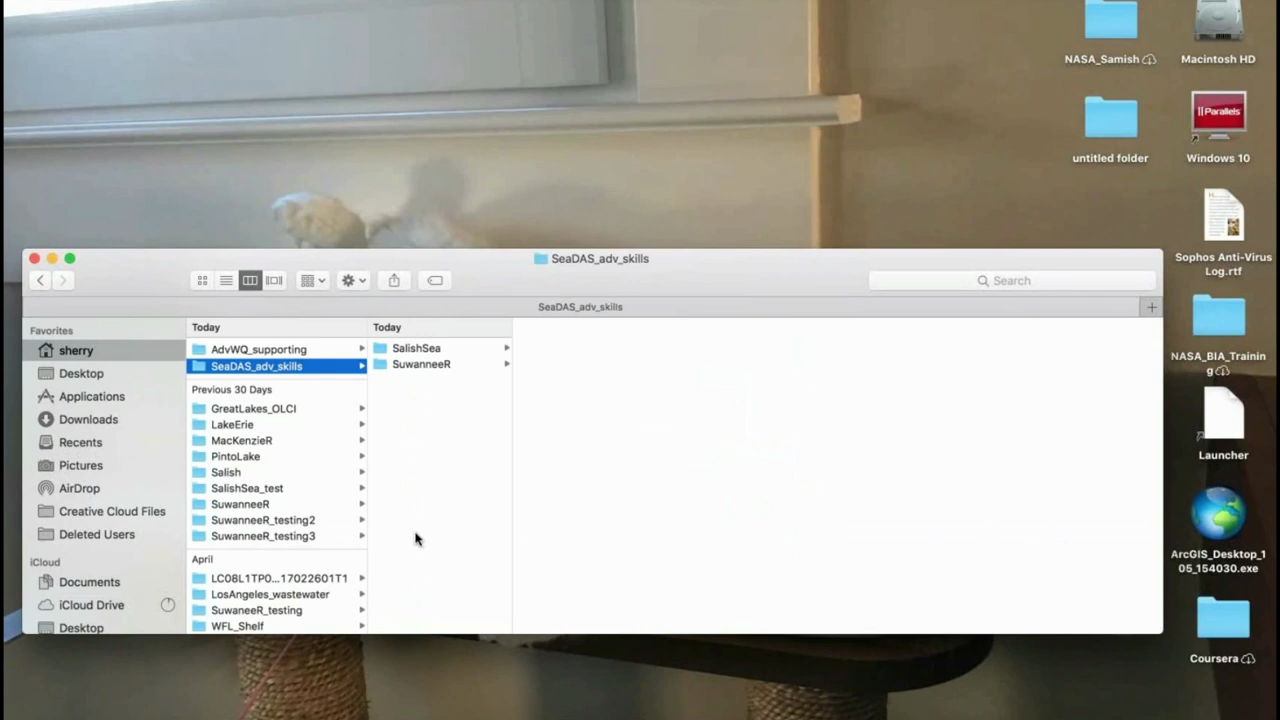 NASA_Samish
Macintosh HD
Parallels
untitled folder
Windows 10
Sophos Anti-Virus
Log.rtf
NASA_BIA_Trainin
g
Launcher
ArcGIS_Desktop_1
05_154030.exe
Coursera
SeaDAS_adv_skills
Search
SeaDAS_adv_skills
Favorites
sherry
Desktop
Applications
Downloads
Recents
Pictures
AirDrop
Creative Cloud Files
Deleted Users
iCloud
Documents
iCloud Drive
Desktop
Today
AdvWQ_supporting
SeaDAS_adv_skills
Previous 30 Days
GreatLakes_OLCI
LakeErie
MacKenzieR
PintoLake
Salish
SalishSea_test
SuwanneeR
SuwanneeR_testing2
SuwanneeR_testing3
April
LC08L1TP0...17022601T1
LosAngeles_wastewater
SuwaneeR_testing
WFL_Shelf
Today
SalishSea
SuwanneeR